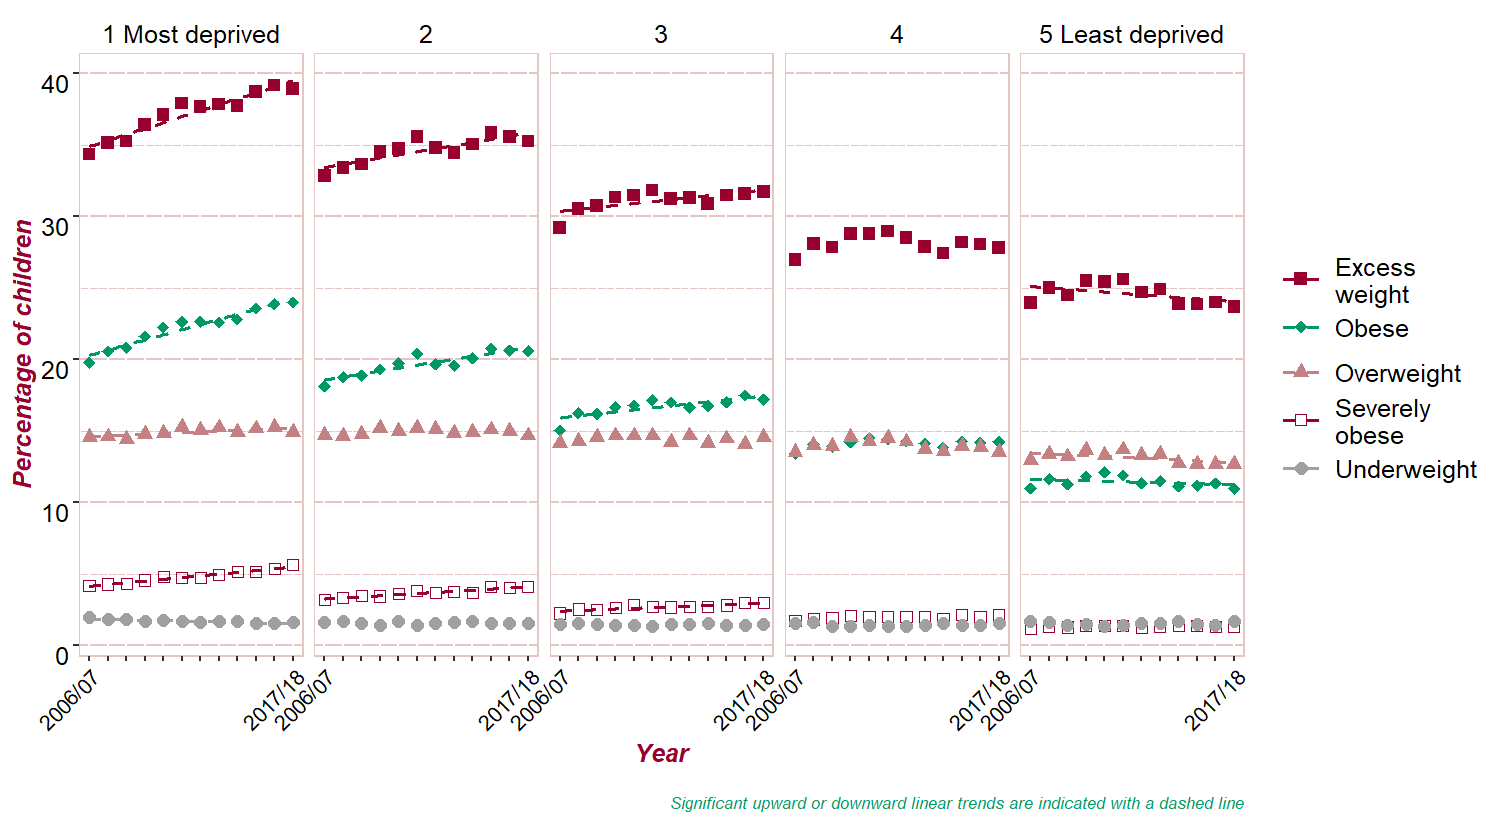 1 Most deprived
2
3
4
5 Least deprived
40
30
20
10
0
Percentage of children
2006/07
2017/18
2006/07
2017/18
2006/07
2017/18
2006/07
2017/18
2006/07
2017/18
Year
Excess
weight
Obese
Overweight
Severely
obese
Underweight
Significant upward or downward linear trends are indicated with a dashed line